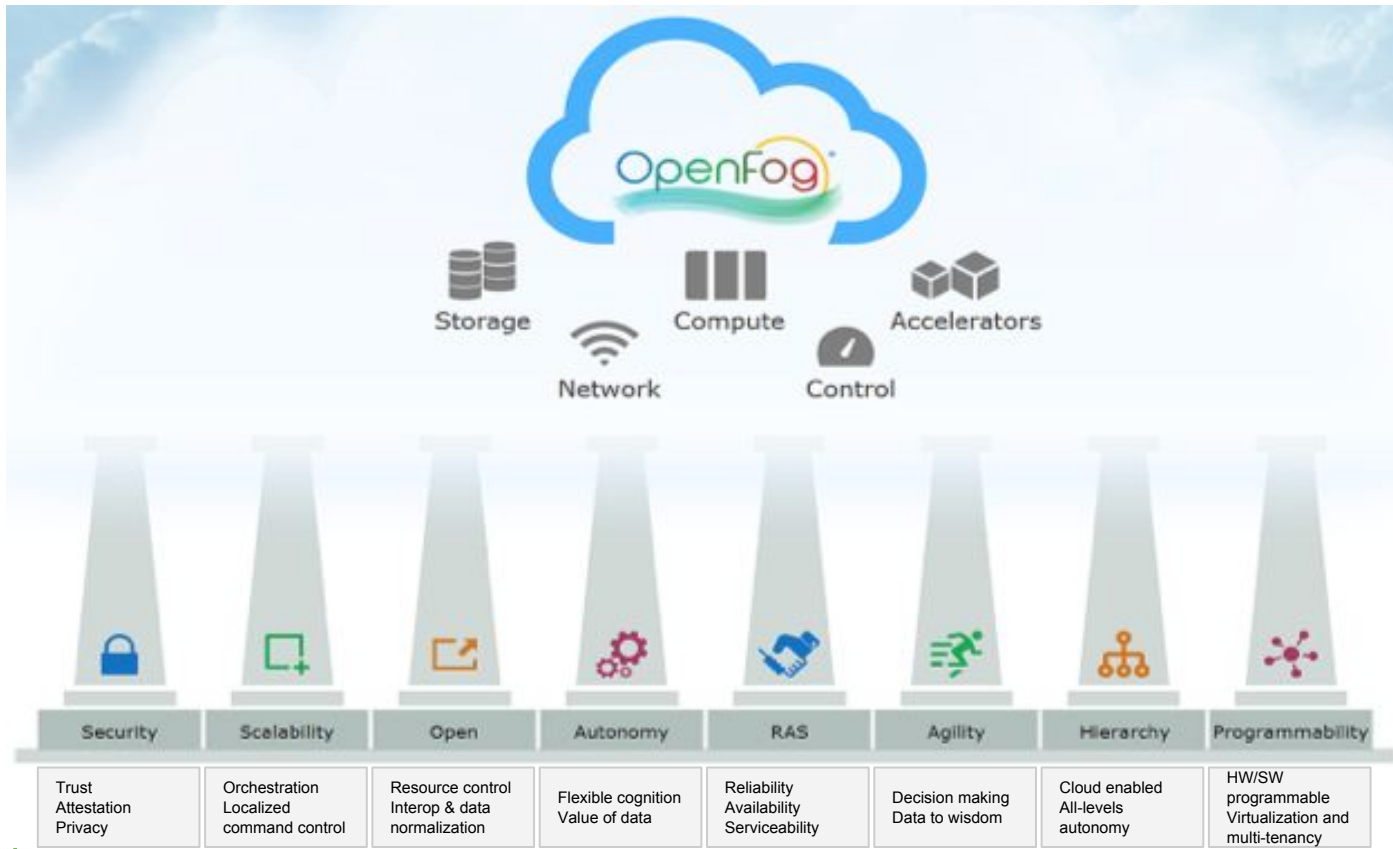 OpenFog
Storage
Compute
Accelerators
Network
Control
Security
Scalability
Open
Autonomy
RAS
Agility
Hierarchy
Programmability
Trust
Attestation
Privacy
Orchestration
Localized
command control
Resource control
Interop & data
normalization
Flexible cognition
Value of data
Reliability
Availability
Serviceability
Decision making
Data to wisdom
Cloud enabled
All-levels
autonomy
HW/SW
programmable
Virtualization and
multi-tenancy